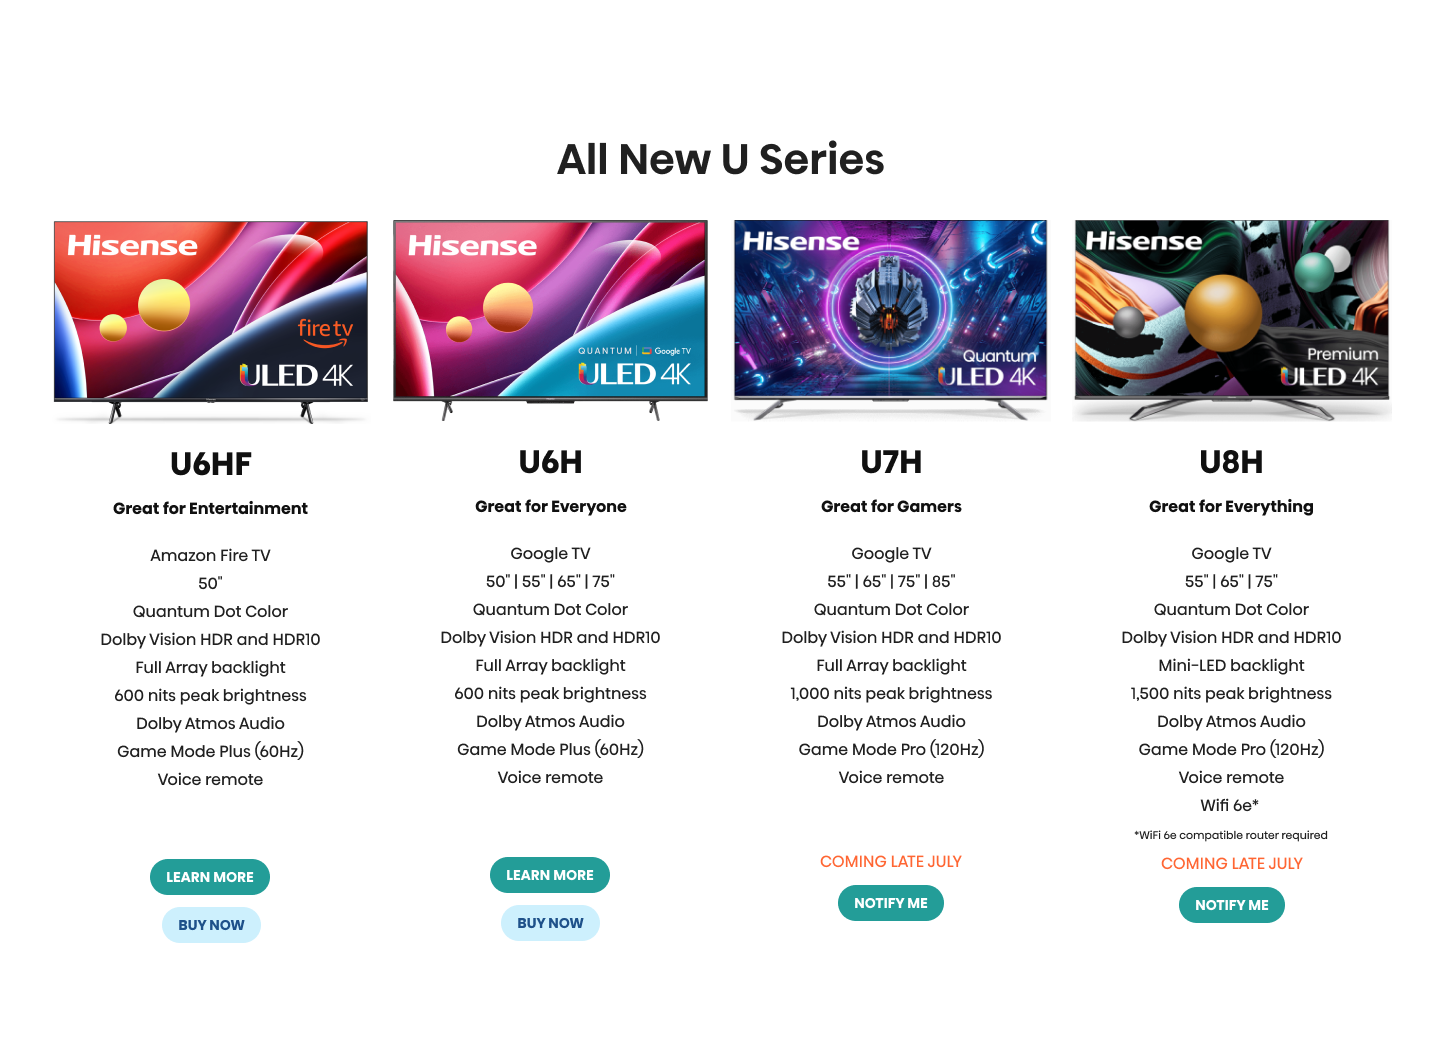 All New U Series
Hisense
fire tv
ULED 4K
U6HF
Great for Entertainment
Amazon Fire TV
50"
Quantum Dot Color
Dolby Vision HDR and HDR10
Full Array backlight
600 nits peak brightness
Dolby Atmos Audio
Game Mode Plus (60Hz)
Voice remote
LEARN MORE
BUY NOW
Hisense
QUANTUM | Google TV
ULED 4K
U6H
Great for Everyone
Google TV
50" | 55" | 65" | 75"
Quantum Dot Color
Dolby Vision HDR and HDR10
Full Array backlight
600 nits peak brightness
Dolby Atmos Audio
Game Mode Plus (60Hz)
Voice remote
LEARN MORE
BUY NOW
Hisense
Quantum
ULED 4K
U7H
Great for Gamers
Google TV
55" | 65" | 75" | 85"
Quantum Dot Color
Dolby Vision HDR and HDR10
Full Array backlight
1,000 nits peak brightness
Dolby Atmos Audio
Game Mode Pro (120Hz)
Voice remote
COMING LATE JULY
NOTIFY ME
Hisense
Premium
ULED 4K
U8H
Great for Everything
Google TV
55" | 65" | 75"
Quantum Dot Color
Dolby Vision HDR and HDR10
Mini-LED backlight
1,500 nits peak brightness
Dolby Atmos Audio
Game Mode Pro (120Hz)
Voice remote
Wifi 6e*
*WiFi 6e compatible router required
COMING LATE JULY
NOTIFY ME